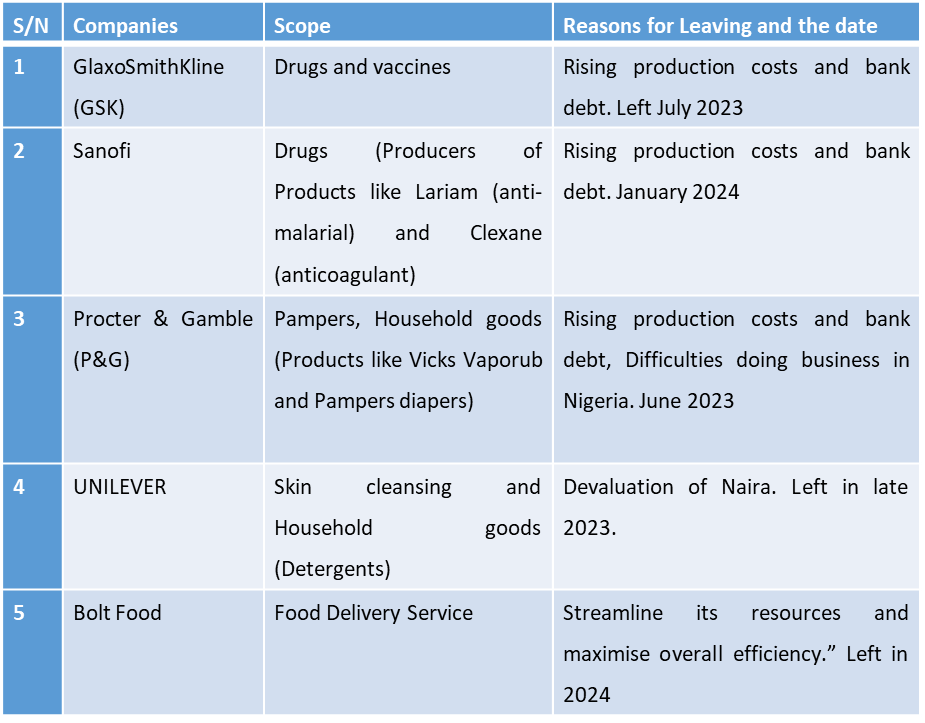 S/N Companies Scope Reasons for Leaving and the date
1 GlaxoSmithKline (GSK) Drugs and vaccines Rising production costs and bank debt. Left July 2023
2 Sanofi Drugs (Producers of Products like Lariam (anti-malarial) and Clexane (anticoagulant) Rising production costs and bank debt. January 2024
3 Procter & Gamble (P&G) Pampers, Household goods (Products like Vicks Vaporub and Pampers diapers) Rising production costs and bank debt, Difficulties doing business in Nigeria. June 2023
4 UNILEVER Skin cleansing and Household goods (Detergents) Devaluation of Naira. Left in late 2023.
5 Bolt Food Food Delivery Service Streamline its resources and maximise overall efficiency.” Left in 2024